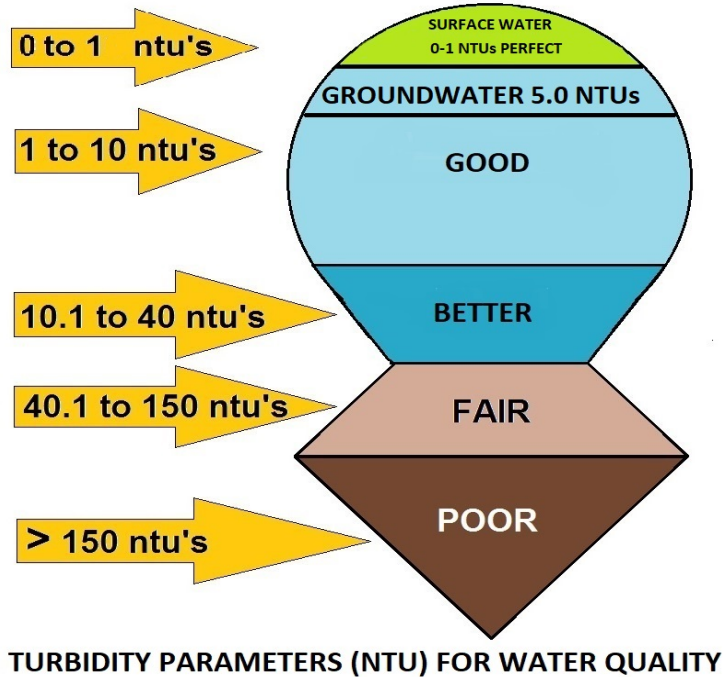 0 to 1 ntu's
SURFACE WATER
0-1 NTUs PERFECT
GROUNDWATER 5.0 NTUs
1 to 10 ntu's
GOOD
10.1 to 40 ntu's
BETTER
40.1 to 150 ntu's
FAIR
> 150 ntu's
POOR
TURBIDITY PARAMETERS (NTU) FOR WATER QUALITY